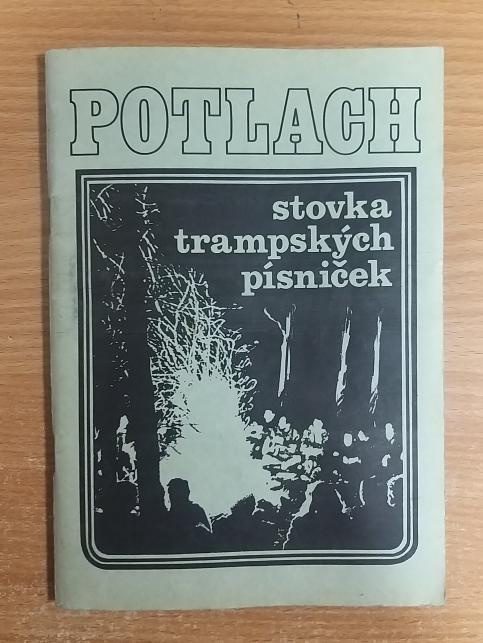 POTLACH
stovka
trampských
písniček